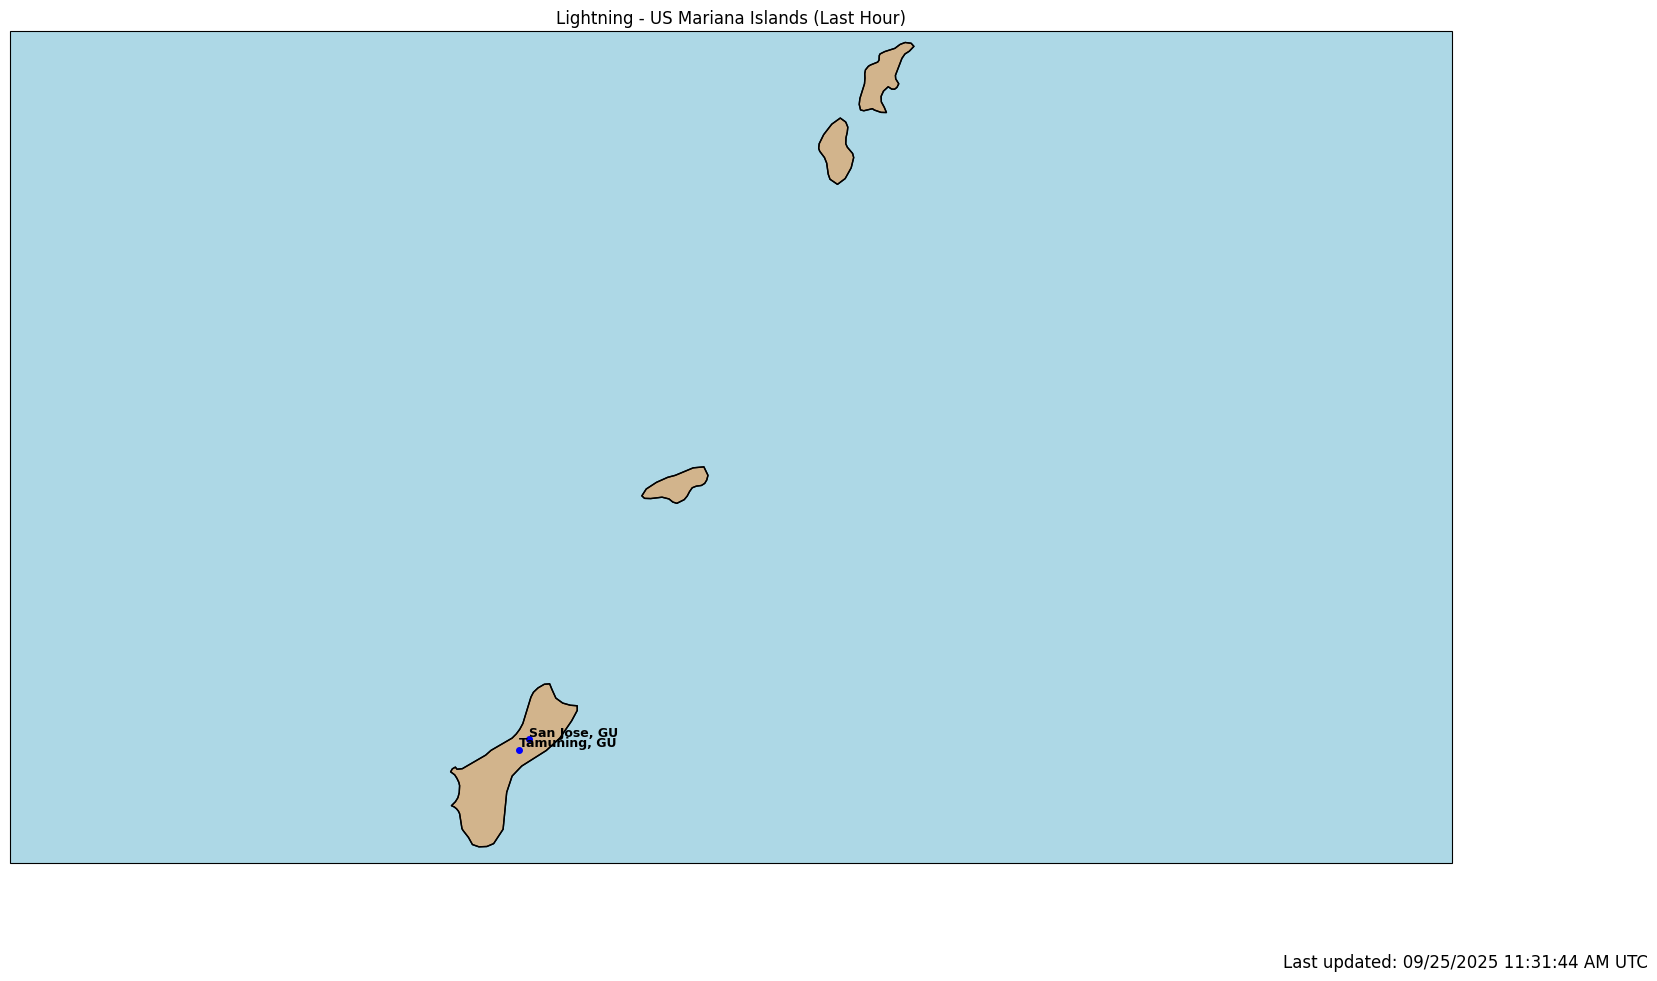 Lightning - US Mariana Islands (Last Hour)
San Jose, GU
Tamuning, GU
Last updated: 09/25/2025 11:31:44 AM UTC